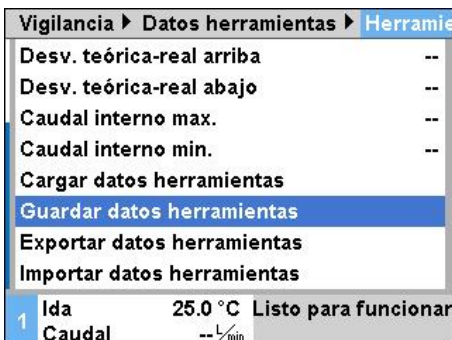 Vigilancia ▶ Datos herramientas ▶ Herramie
Desv. teórica-real arriba --
Desv. teórica-real abajo --
Caudal interno max. --
Caudal interno min. --
Cargar datos herramientas
Guardar datos herramientas
Exportar datos herramientas
Importar datos herramientas
1 Ida 25.0 °C Listo para funcionar
Caudal -- L/min